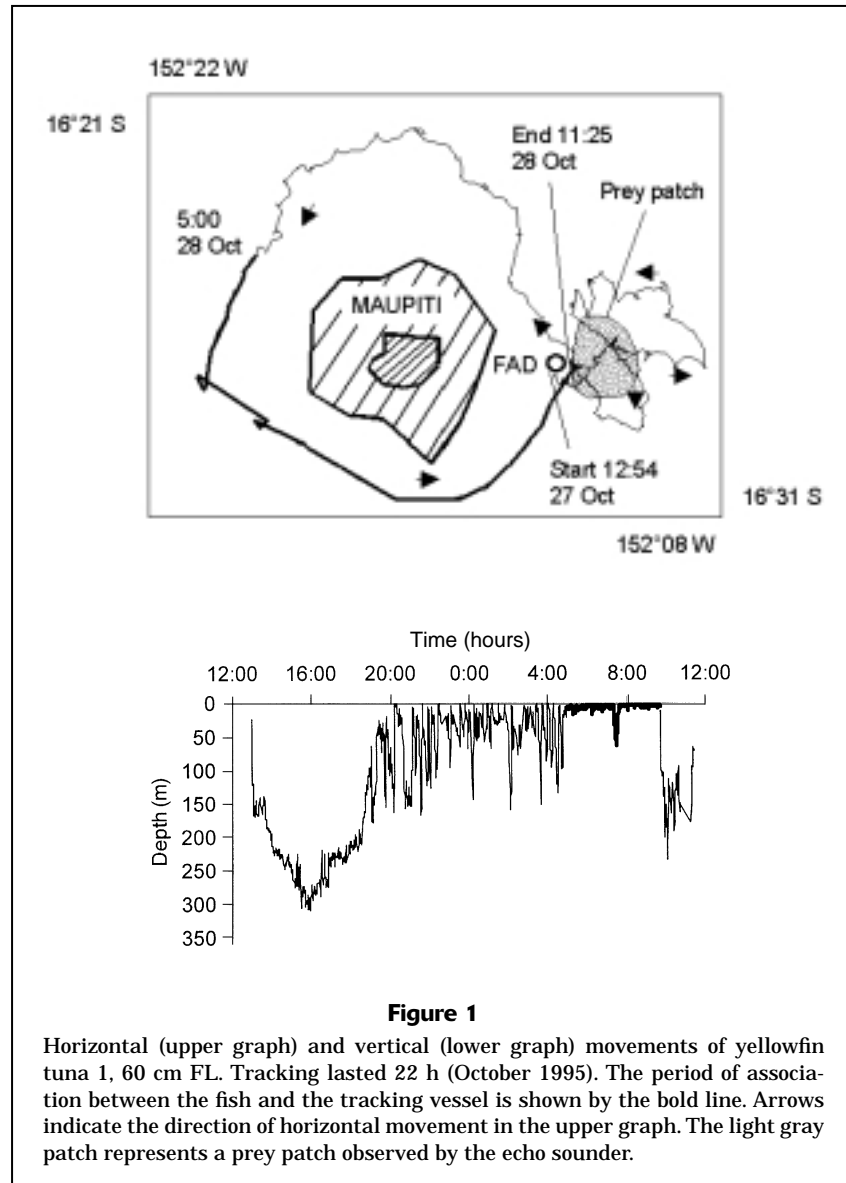 152°22 W
16°21 S
End 11:25
28 Oct
Prey patch
5:00
28 Oct
MAUPITI
FAD
Start 12:54
27 Oct
16°31 S
152°08 W
Time (hours)
12:00 16:00 20:00 0:00 4:00 8:00 12:00
0
50
100
150
200
250
300
350
Depth (m)
Figure 1
Horizontal (upper graph) and vertical (lower graph) movements of yellowfin
tuna 1, 60 cm FL. Tracking lasted 22 h (October 1995). The period of associa-
tion between the fish and the tracking vessel is shown by the bold line. Arrows
indicate the direction of horizontal movement in the upper graph. The light gray
patch represents a prey patch observed by the echo sounder.